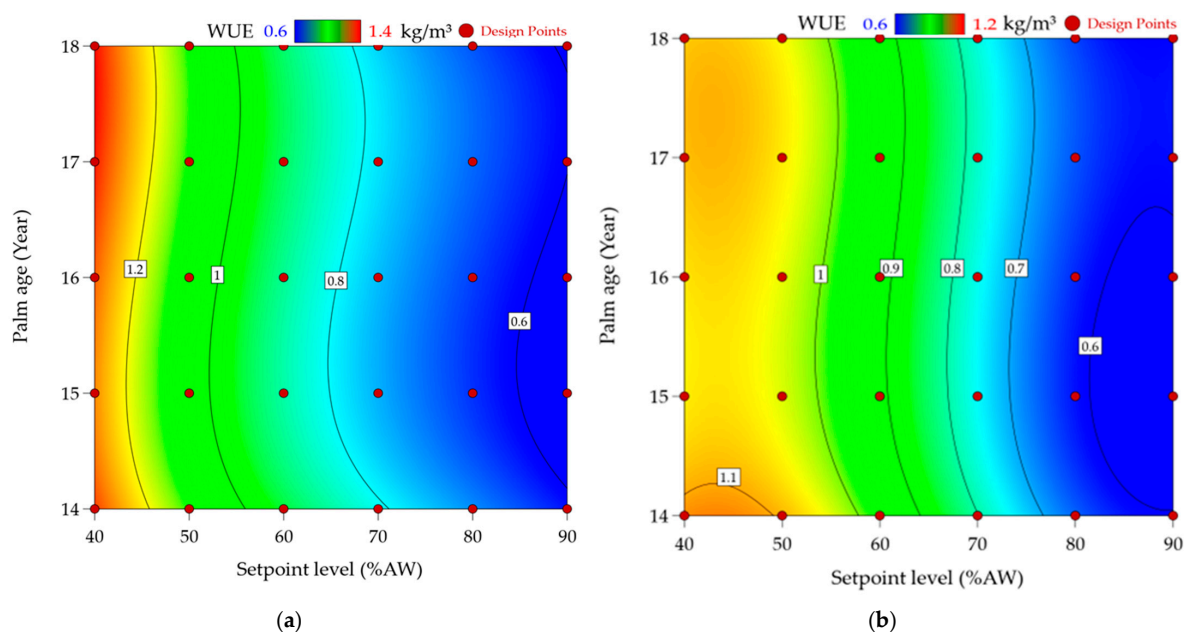 WUE 0.6 1.4 kg/m³ Design Points
18
17
16
15
14
Palm age (Year)
1.2
1
0.8
0.6
40 50 60 70 80 90
Setpoint level (%AW)
(a)
WUE 0.6 1.2 kg/m³ Design Points
18
17
16
15
14
Palm age (Year)
1
0.9
0.8
0.7
0.6
1.1
40 50 60 70 80 90
Setpoint level (%AW)
(b)